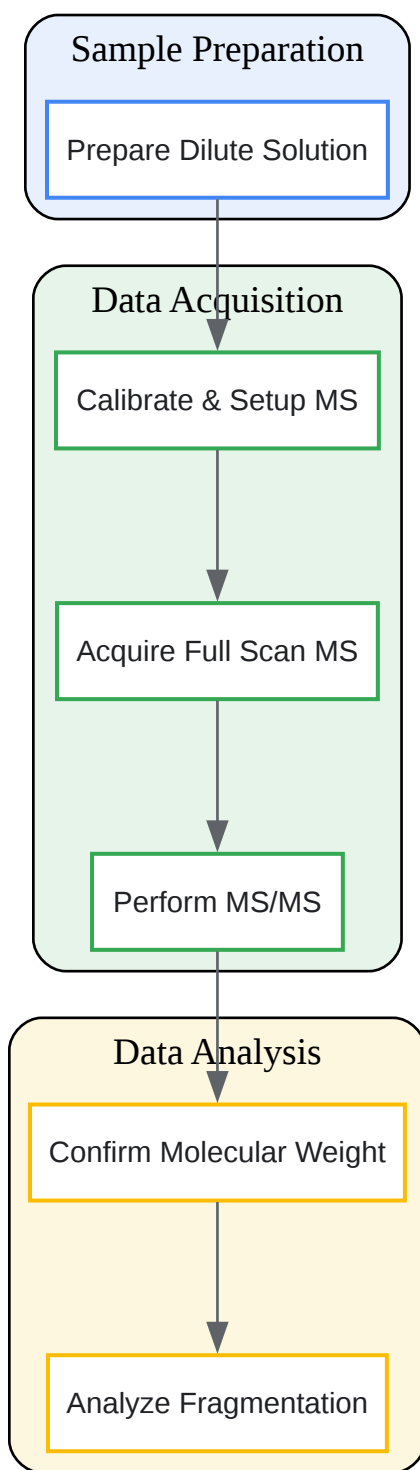 Sample Preparation
Prepare Dilute Solution
Data Acquisition
Calibrate & Setup MS
Acquire Full Scan MS
Perform MS/MS
Data Analysis
Confirm Molecular Weight
Analyze Fragmentation